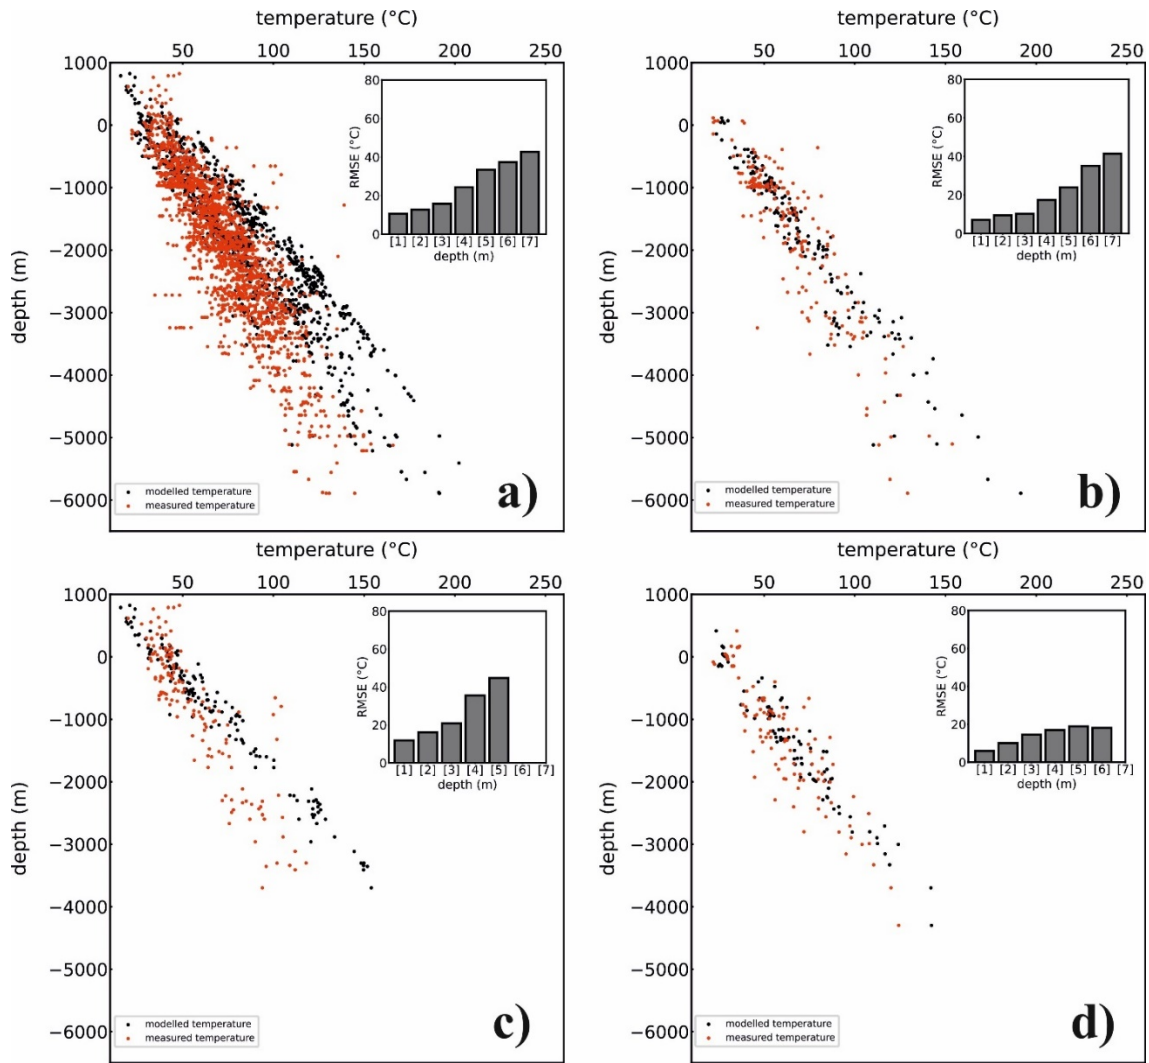 temperature (°C)
50 100 150 200 250
1000
0
−1000
−2000
−3000
−4000
−5000
−6000
depth (m)
80
60
40
20
0
RMSE (°C)
[1] [2] [3] [4] [5] [6] [7]
depth (m)
modelled temperature
measured temperature
a)
temperature (°C)
50 100 150 200 250
1000
0
−1000
−2000
−3000
−4000
−5000
−6000
depth (m)
80
60
40
20
0
RMSE (°C)
[1] [2] [3] [4] [5] [6] [7]
depth (m)
modelled temperature
measured temperature
b)
temperature (°C)
50 100 150 200 250
1000
0
−1000
−2000
−3000
−4000
−5000
−6000
depth (m)
80
60
40
20
0
RMSE (°C)
[1] [2] [3] [4] [5] [6] [7]
depth (m)
modelled temperature
measured temperature
c)
temperature (°C)
50 100 150 200 250
1000
0
−1000
−2000
−3000
−4000
−5000
−6000
depth (m)
80
60
40
20
0
RMSE (°C)
[1] [2] [3] [4] [5] [6] [7]
depth (m)
modelled temperature
measured temperature
d)